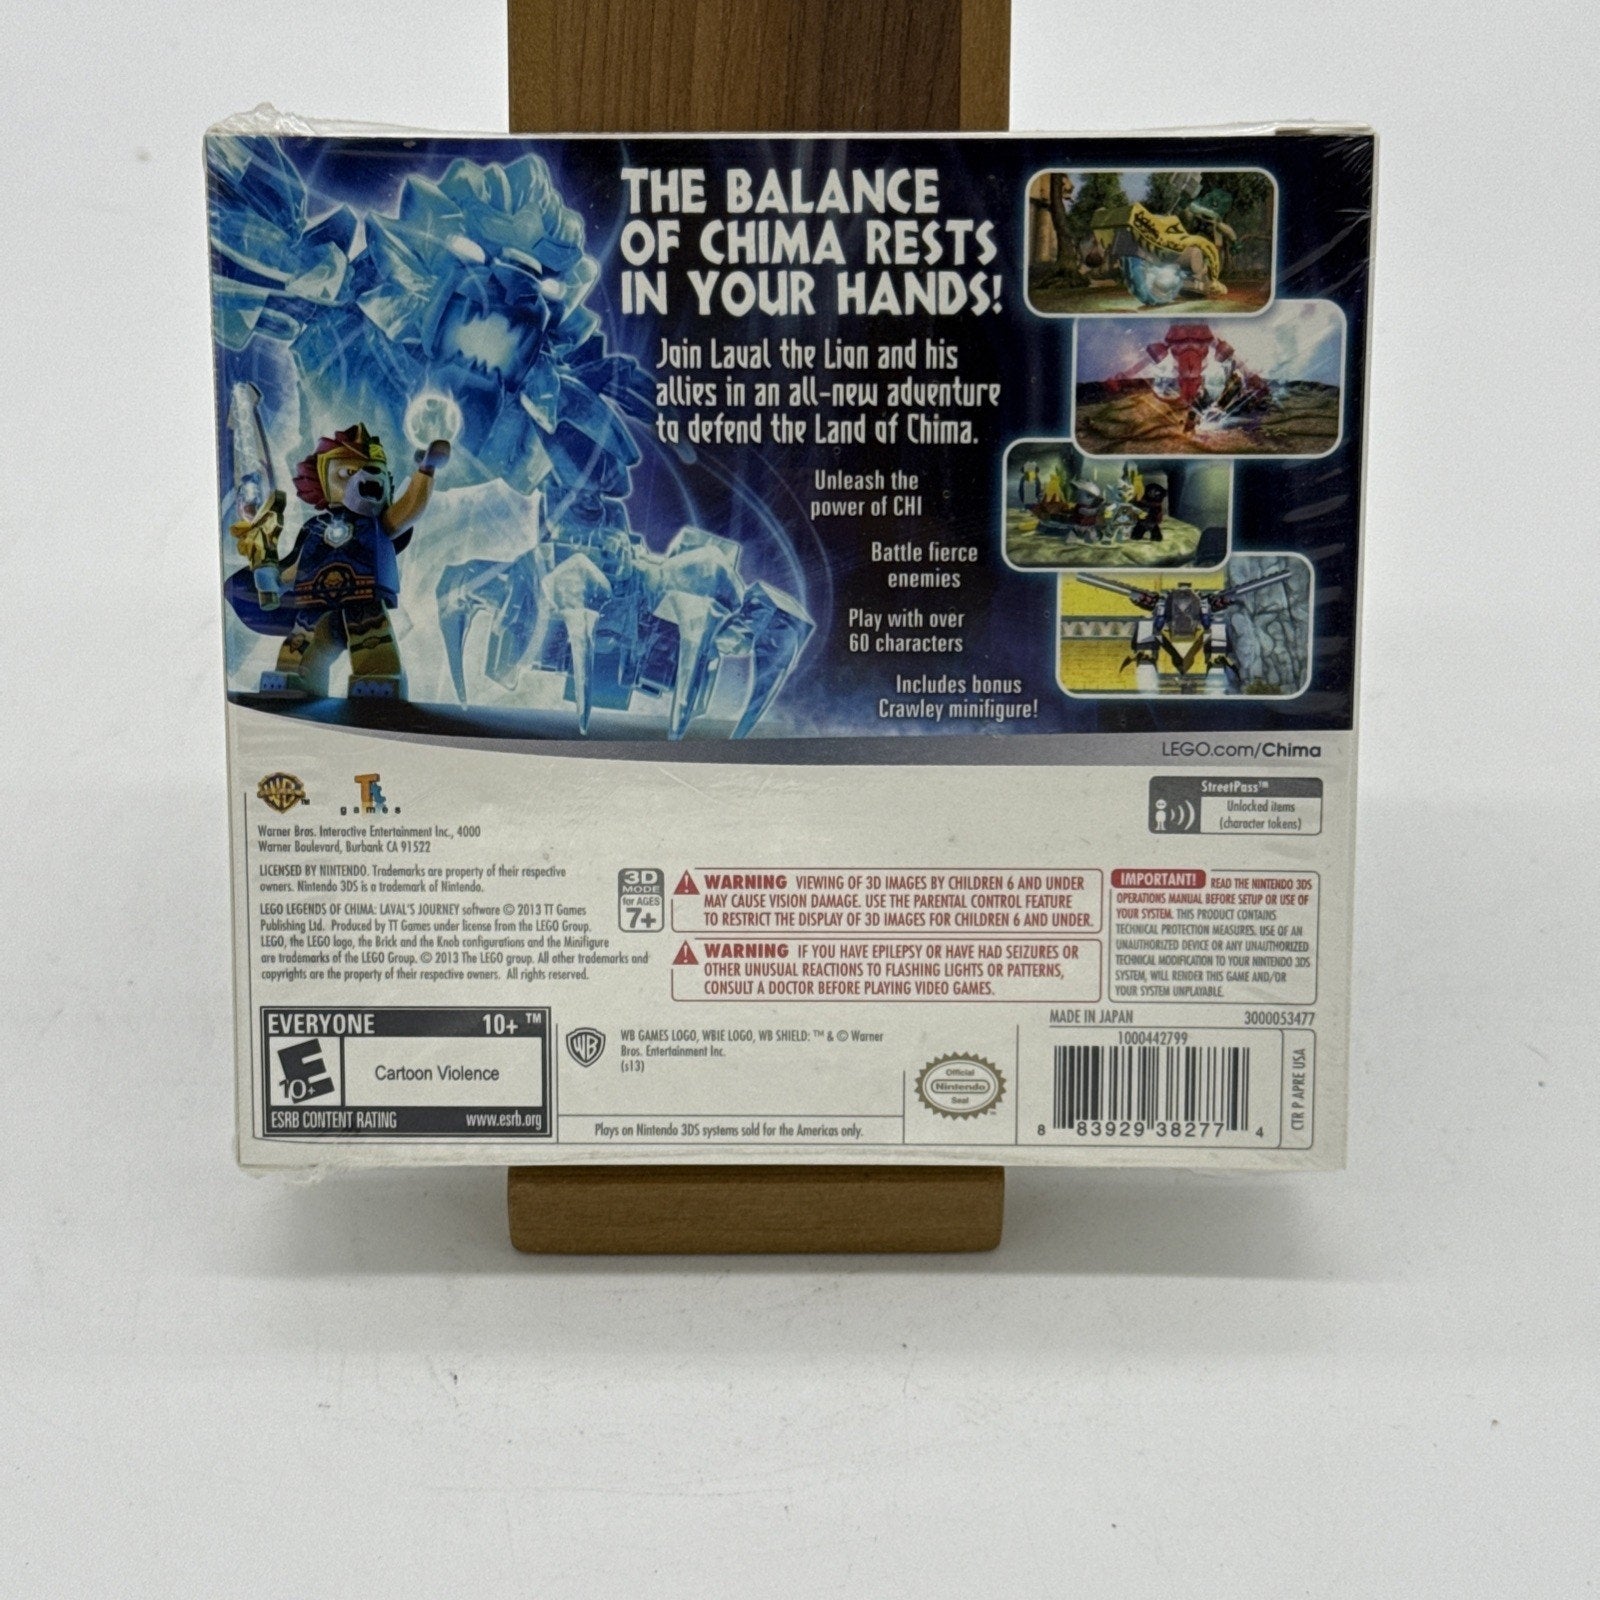 THE BALANCE
OF CHIMA RESTS
IN YOUR HANDS!
Join Laval the Lion and his
allies in an all-new adventure
to defend the Land of Chima.
Unleash the
power of CHI
Battle fierce
enemies
Play with over
60 characters
Includes bonus
Crawley minifigure!
LEGO.com/Chima
WB TM
Tt
games
StreetPass™
Unlocked items
(character tokens)
Warner Bros. Interactive Entertainment Inc., 4000
Warner Boulevard, Burbank CA 91522
LICENSED BY NINTENDO. Trademarks are property of their respective
owners. Nintendo 3DS is a trademark of Nintendo.
LEGO LEGENDS OF CHIMA: LAVAL'S JOURNEY software © 2013 TT Games
Publishing Ltd. Produced by TT Games under license from the LEGO Group.
LEGO, the LEGO logo, the Brick and the Knob configurations and the Minifigure
are trademarks of the LEGO Group. © 2013 The LEGO group. All other trademarks and
copyrights are the property of their respective owners. All rights reserved.
3D
MODE
for AGES
7+
WARNING VIEWING OF 3D IMAGES BY CHILDREN 6 AND UNDER
MAY CAUSE VISION DAMAGE. USE THE PARENTAL CONTROL FEATURE
TO RESTRICT THE DISPLAY OF 3D IMAGES FOR CHILDREN 6 AND UNDER.
WARNING IF YOU HAVE EPILEPSY OR HAVE HAD SEIZURES OR
OTHER UNUSUAL REACTIONS TO FLASHING LIGHTS OR PATTERNS,
CONSULT A DOCTOR BEFORE PLAYING VIDEO GAMES.
IMPORTANT! READ THE NINTENDO 3DS
OPERATIONS MANUAL BEFORE SETUP OR USE OF
YOUR SYSTEM. THIS PRODUCT CONTAINS
TECHNICAL PROTECTION MEASURES. USE OF AN
UNAUTHORIZED DEVICE OR ANY UNAUTHORIZED
TECHNICAL MODIFICATION TO YOUR NINTENDO 3DS
SYSTEM, WILL RENDER THIS GAME AND/OR
YOUR SYSTEM UNPLAYABLE.
EVERYONE 10+ ™
E
10+
Cartoon Violence
ESRB CONTENT RATING www.esrb.org
WB
WB GAMES LOGO, WBIE LOGO, WB SHIELD: ™ & © Warner
Bros. Entertainment Inc.
(s13)
Plays on Nintendo 3DS systems sold for the Americas only.
Official
Nintendo
Seal
MADE IN JAPAN 3000053477
1000442799
8 83929 38277 4
CTR P APRE USA